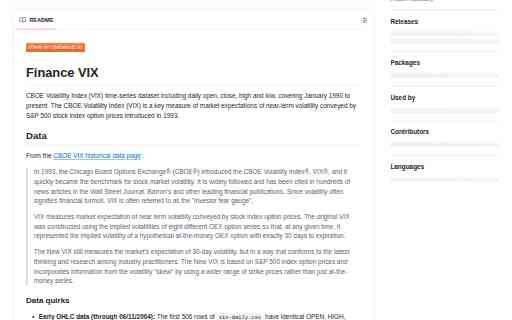 README
Finance VIX
CBOE Volatility Index (VIX) time-series dataset including daily open, close, high and low, covering January 1990 to
present. The CBOE Volatility Index (VIX) is a key measure of market expectations of near-term volatility conveyed by
S&P 500 stock index option prices introduced in 1993.
Data
From the CBOE VIX historical data page:
In 1993, the Chicago Board Options Exchange® (CBOE®) introduced the CBOE Volatility Index®, VIX®, and it
quickly became the benchmark for stock market volatility. It is widely followed and has been cited in hundreds of
news articles in the Wall Street Journal, Barron's and other leading financial publications. Since volatility often
signifies financial turmoil, VIX is often referred to as the "investor fear gauge".
VIX measures market expectation of near term volatility conveyed by stock index option prices. The original VIX
was constructed using the implied volatilities of eight different OEX option series so that, at any given time, it
represented the implied volatility of a hypothetical at-the-money OEX option with exactly 30 days to expiration.
The New VIX still measures the market's expectation of 30-day volatility, but in a way that conforms to the latest
thinking and research among industry practitioners. The New VIX is based on S&P 500 index option prices and
incorporates information from the volatility "skew" by using a wider range of strike prices rather than just at-the-
money series.
Data quirks
• Early OHLC data (through 06/11/2004): The first 506 rows of vix-daily.csv have identical OPEN, HIGH,
Releases
Packages
Used by
Contributors
Languages